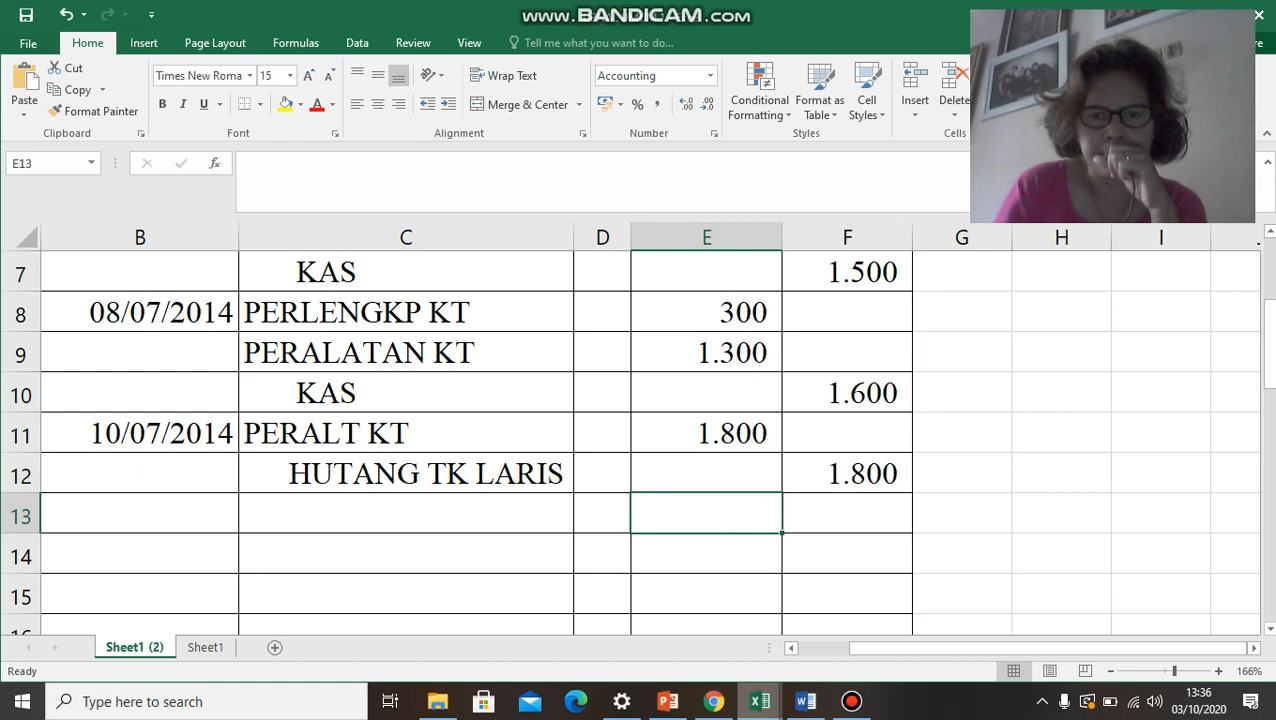 www.BANDICAM.com
File Home Insert Page Layout Formulas Data Review View Tell me what you want to do...
Paste
Cut
Copy
Format Painter
Clipboard
Times New Roma 15
B I U A
Font
Wrap Text
Merge & Center
Alignment
Accounting
%
Number
Conditional Formatting
Format as Table
Cell Styles
Styles
Insert
Delete
Cells
E13
fx
B C D E F G H I
7 KAS 1.500
8 08/07/2014 PERLENGKP KT 300
9 PERALATAN KT 1.300
10 KAS 1.600
11 10/07/2014 PERALT KT 1.800
12 HUTANG TK LARIS 1.800
13
14
15
Sheet1 (2) Sheet1
Ready 166%
Type here to search
13:36
03/10/2020